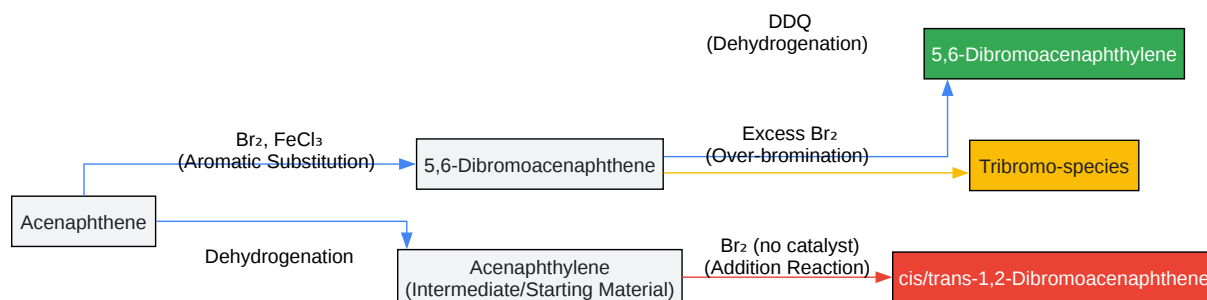 DDQ
(Dehydrogenation)
5,6-Dibromoacenaphthylene
Br₂, FeCl₃
(Aromatic Substitution)
5,6-Dibromoacenaphthene
Excess Br₂
(Over-bromination)
Tribromo-species
Acenaphthene
Dehydrogenation
Acenaphthylene
(Intermediate/Starting Material)
Br₂ (no catalyst)
(Addition Reaction)
cis/trans-1,2-Dibromoacenaphthene